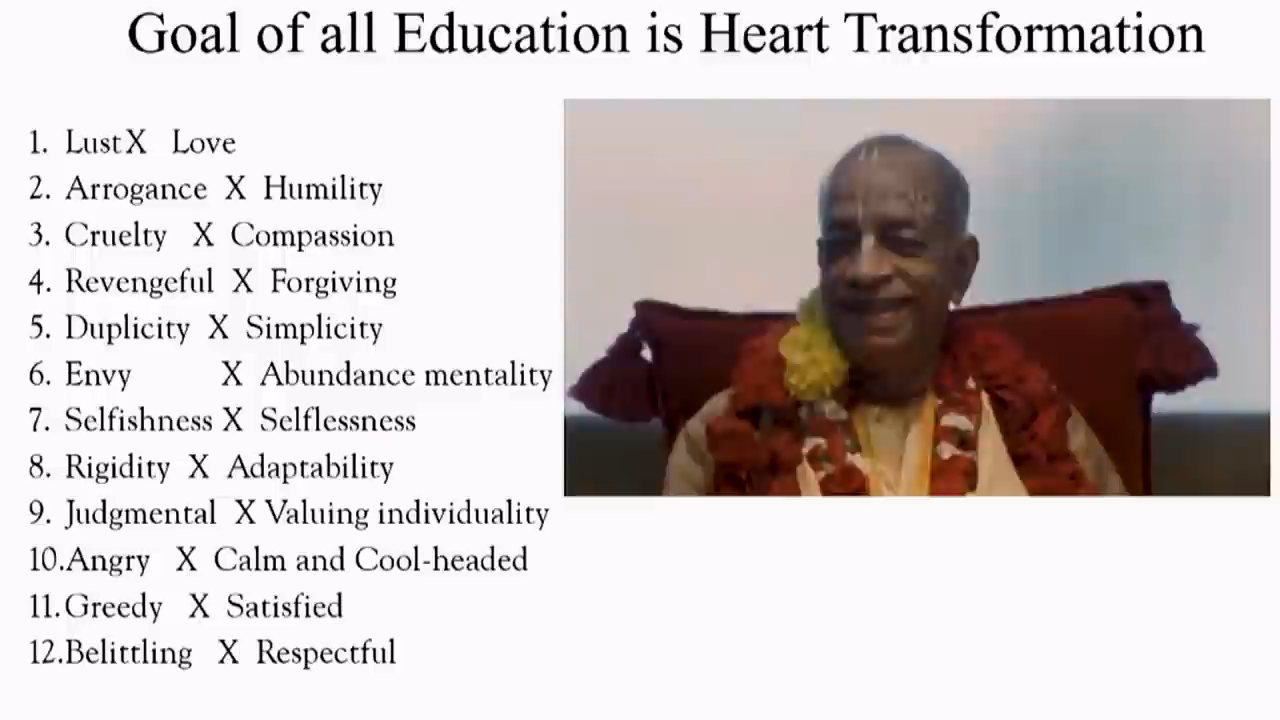 Goal of all Education is Heart Transformation
1. Lust X Love
2. Arrogance X Humility
3. Cruelty X Compassion
4. Revengeful X Forgiving
5. Duplicity X Simplicity
6. Envy X Abundance mentality
7. Selfishness X Selflessness
8. Rigidity X Adaptability
9. Judgmental X Valuing individuality
10.Angry X Calm and Cool-headed
11.Greedy X Satisfied
12.Belittling X Respectful